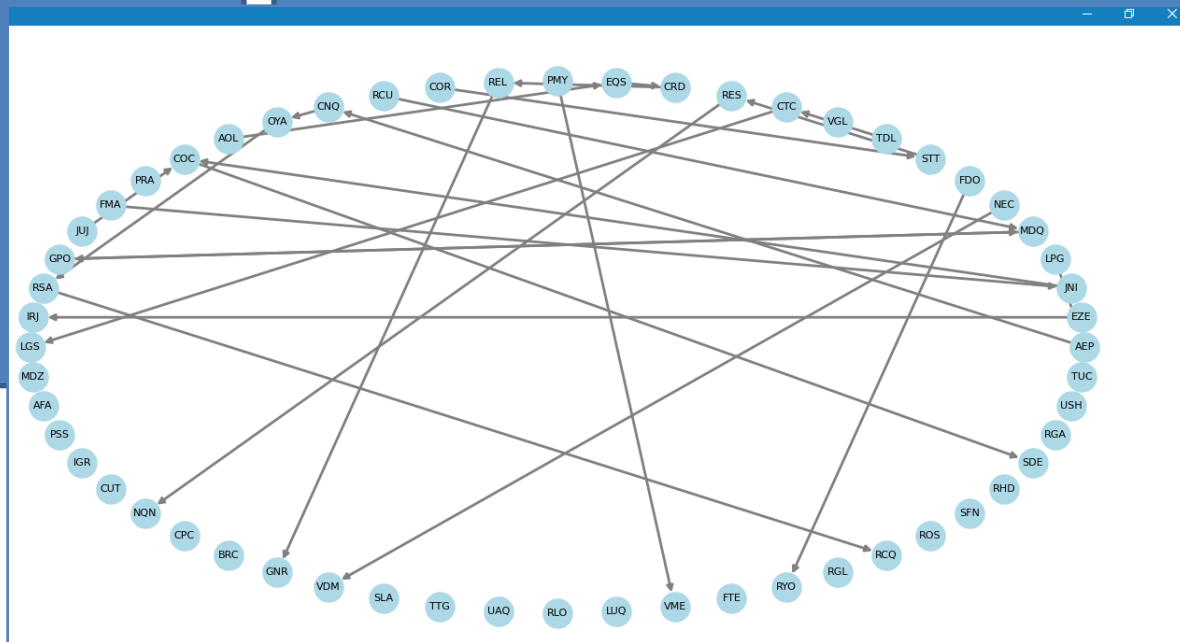 PMY
REL
EQS
COR
CRD
RCU
RES
CNQ
CTC
OYA
VGL
AOL
TDL
COC
STT
PRA
FDO
FMA
NEC
JUJ
MDQ
GPO
LPG
RSA
JNI
IRJ
EZE
LGS
AEP
MDZ
TUC
AFA
USH
PSS
RGA
IGR
SDE
CUT
RHD
NQN
SFN
CPC
ROS
BRC
RCQ
GNR
RGL
VDM
RYO
SLA
FTE
TTG
VME
UAQ
LUQ
RLO